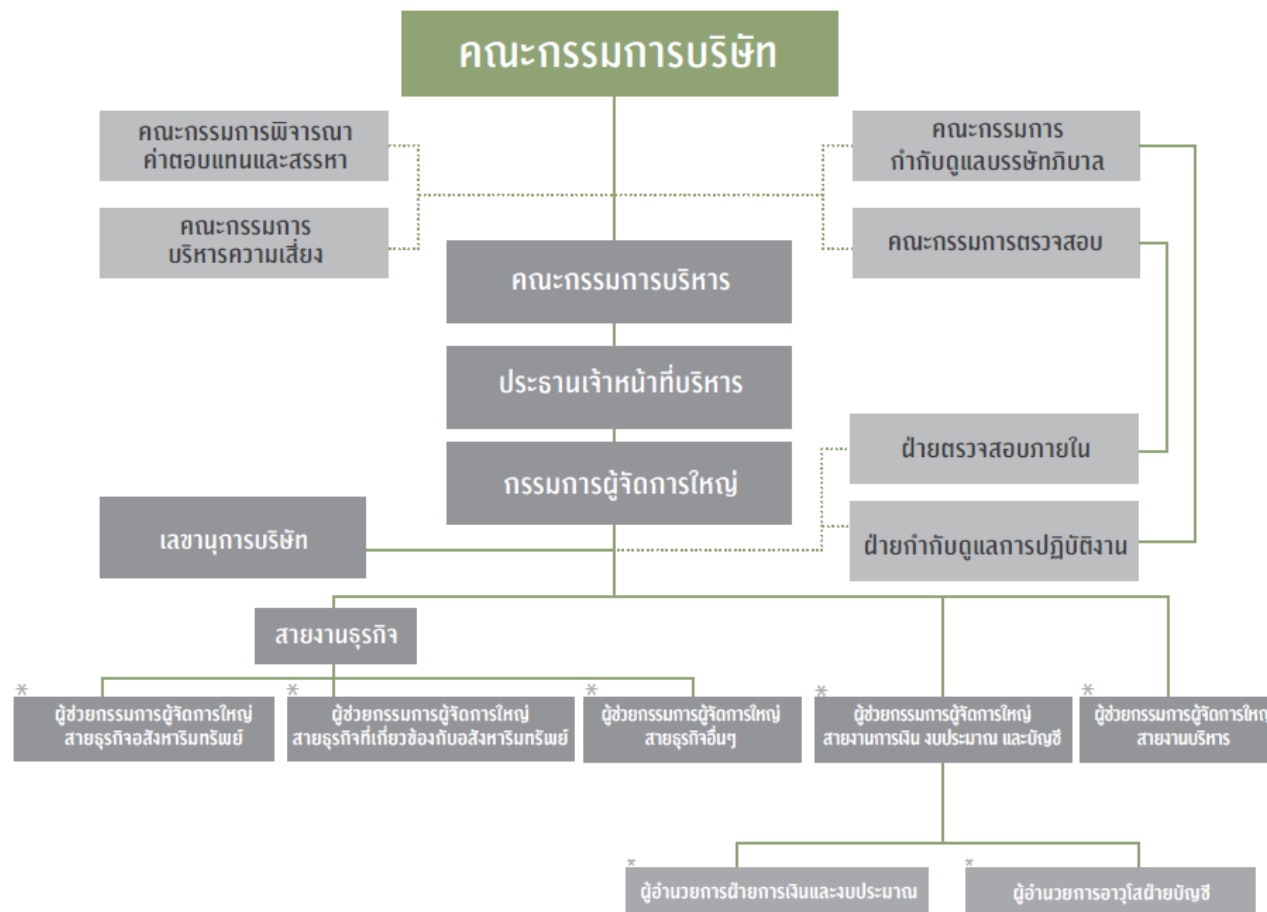 คณะกรรมการบริษัท
คณะกรรมการพิจารณา
ค่าตอบแทนและสรรหา
คณะกรรมการ
กำกับดูแลบรรษัทภิบาล
คณะกรรมการ
บริหารความเสี่ยง
คณะกรรมการตรวจสอบ
คณะกรรมการบริหาร
ประธานเจ้าหน้าที่บริหาร
กรรมการผู้จัดการใหญ่
ฝ่ายตรวจสอบภายใน
เลขานุการบริษัท
ฝ่ายกำกับดูแลการปฏิบัติงาน
สายงานธุรกิจ
*
ผู้ช่วยกรรมการผู้จัดการใหญ่
สายธุรกิจอสังหาริมทรัพย์
*
ผู้ช่วยกรรมการผู้จัดการใหญ่
สายธุรกิจที่เกี่ยวข้องกับอสังหาริมทรัพย์
*
ผู้ช่วยกรรมการผู้จัดการใหญ่
สายธุรกิจอื่นๆ
*
ผู้ช่วยกรรมการผู้จัดการใหญ่
สายงานการเงิน งบประมาณ และบัญชี
*
ผู้ช่วยกรรมการผู้จัดการใหญ่
สายงานบริหาร
*
ผู้อำนวยการฝ่ายการเงินและงบประมาณ
*
ผู้อำนวยการอาวุโสฝ่ายบัญชี